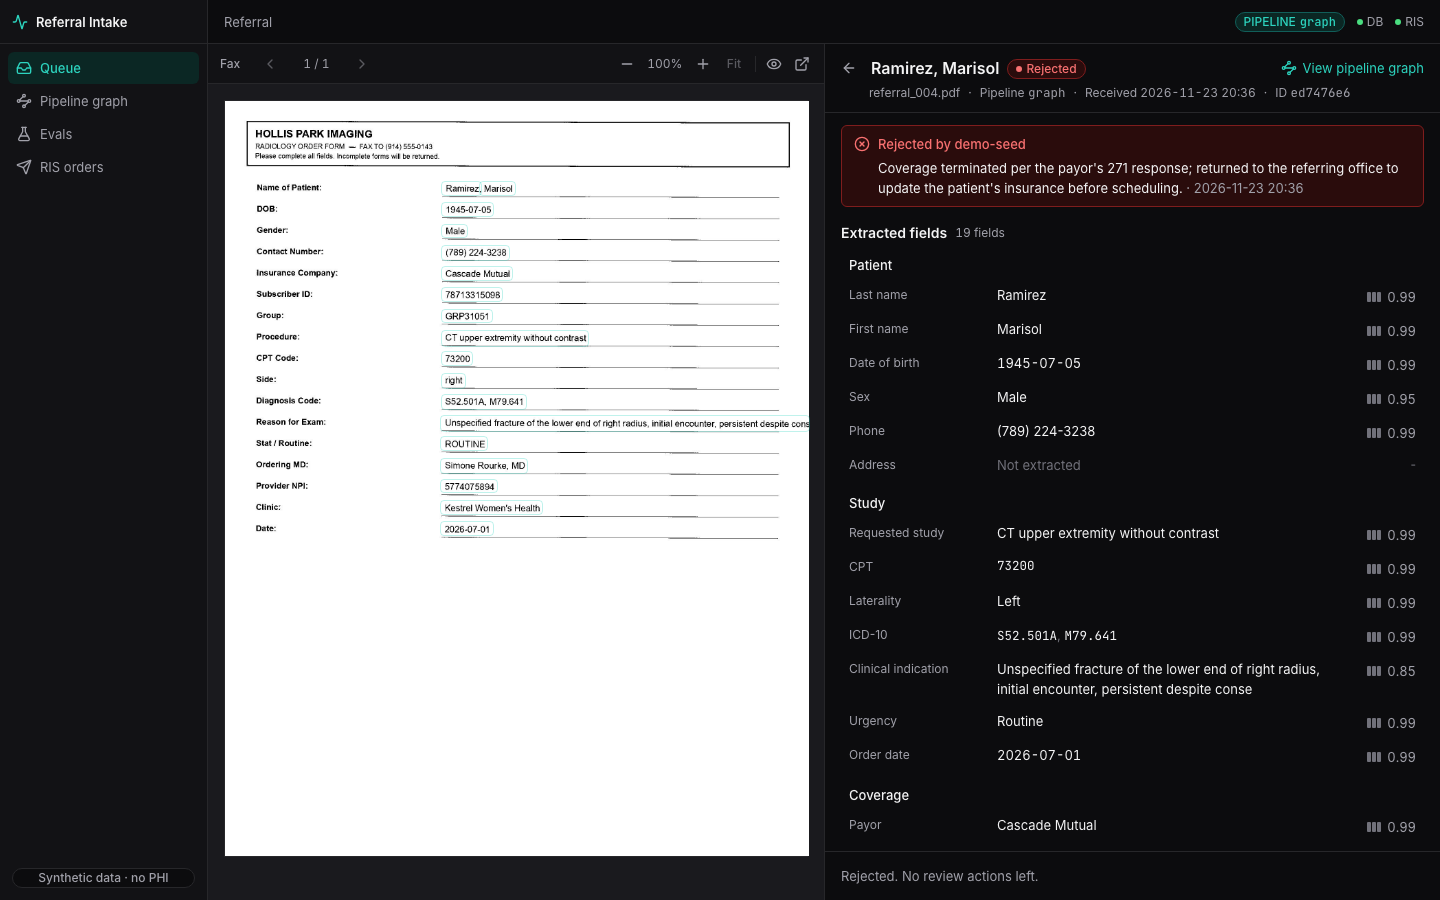 Referral Intake
Queue
Pipeline graph
Evals
RIS orders
Synthetic data · no PHI
Referral
PIPELINE graph
DB
RIS
Fax
1 / 1
100%
Fit
HOLLIS PARK IMAGING
RADIOLOGY ORDER FORM — FAX TO (914) 555-0143
Please complete all fields. Incomplete forms will be returned.
Name of Patient: Ramirez, Marisol
DOB: 1945-07-05
Gender: Male
Contact Number: (789) 224-3238
Insurance Company: Cascade Mutual
Subscriber ID: 78713315098
Group: GRP31051
Procedure: CT upper extremity without contrast
CPT Code: 73200
Side: right
Diagnosis Code: S52.501A, M79.641
Reason for Exam: Unspecified fracture of the lower end of right radius, initial encounter, persistent despite cons
Stat / Routine: ROUTINE
Ordering MD: Simone Rourke, MD
Provider NPI: 5774075894
Clinic: Kestrel Women's Health
Date: 2026-07-01
Ramirez, Marisol
Rejected
View pipeline graph
referral_004.pdf · Pipeline graph · Received 2026-11-23 20:36 · ID ed7476e6
Rejected by demo-seed
Coverage terminated per the payor's 271 response; returned to the referring office to
update the patient's insurance before scheduling. · 2026-11-23 20:36
Extracted fields 19 fields
Patient
Last name Ramirez 0.99
First name Marisol 0.99
Date of birth 1945-07-05 0.99
Sex Male 0.95
Phone (789) 224-3238 0.99
Address Not extracted -
Study
Requested study CT upper extremity without contrast 0.99
CPT 73200 0.99
Laterality Left 0.99
ICD-10 S52.501A, M79.641 0.99
Clinical indication Unspecified fracture of the lower end of right radius, 0.85
initial encounter, persistent despite conse
Urgency Routine 0.99
Order date 2026-07-01 0.99
Coverage
Payor Cascade Mutual 0.99
Rejected. No review actions left.